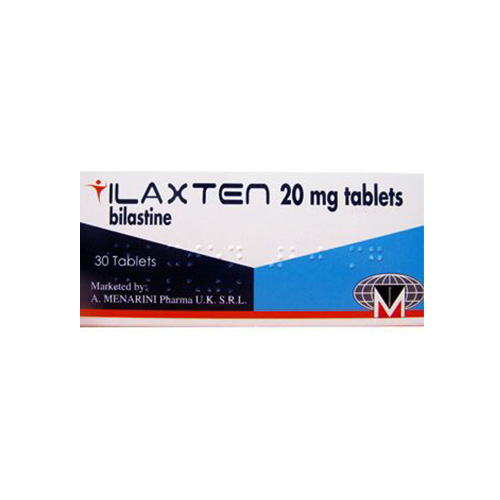 ILAXTEN 20 mg tablets
bilastine
30 Tablets
Marketed by:
A. MENARINI Pharma U.K. S.R.L.
M